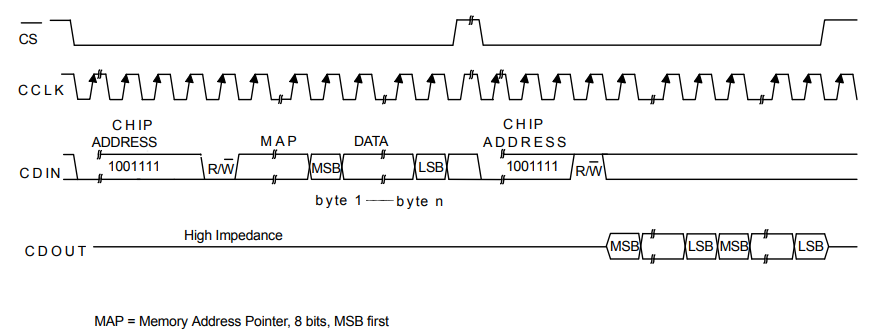 CS
CCLK
CHIP
ADDRESS
MAP
DATA
CHIP
ADDRESS
CDIN
1001111
R/W
MSB
LSB
1001111
R/W
byte 1
byte n
High Impedance
CDOUT
MSB
LSB
MSB
LSB
MAP = Memory Address Pointer, 8 bits, MSB first